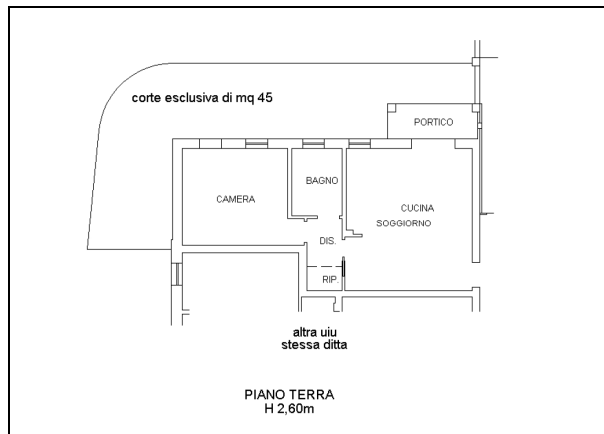 corte esclusiva di mq 45
PORTICO
BAGNO
CAMERA
CUCINA
SOGGIORNO
DIS.
RIP.
altra uiu
stessa ditta
PIANO TERRA
H 2,60m